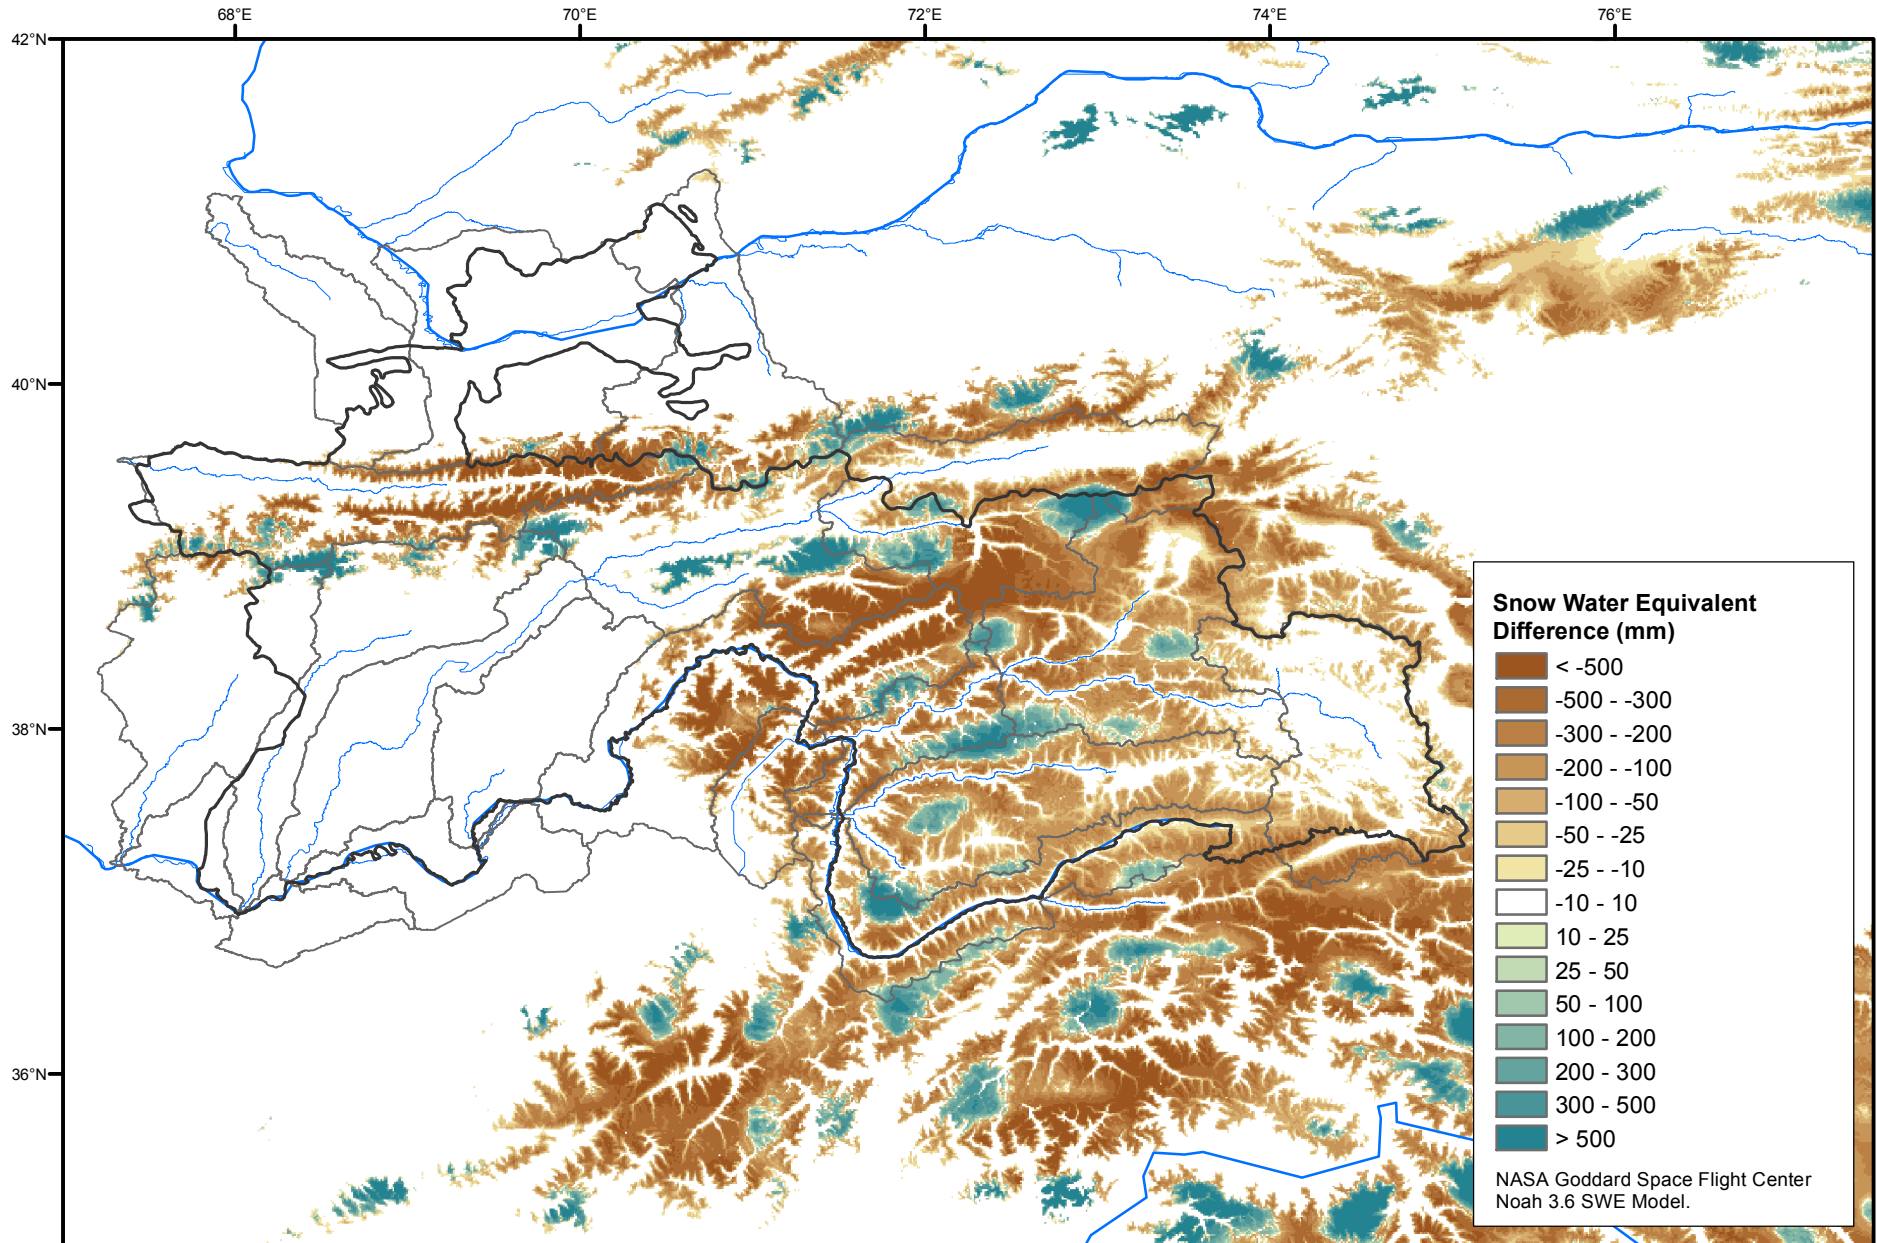 68°E
70°E
72°E
74°E
76°E
42°N
40°N
38°N
36°N
Snow Water Equivalent
Difference (mm)
< -500
-500 - -300
-300 - -200
-200 - -100
-100 - -50
-50 - -25
-25 - -10
-10 - 10
10 - 25
25 - 50
50 - 100
100 - 200
200 - 300
300 - 500
> 500
NASA Goddard Space Flight Center
Noah 3.6 SWE Model.